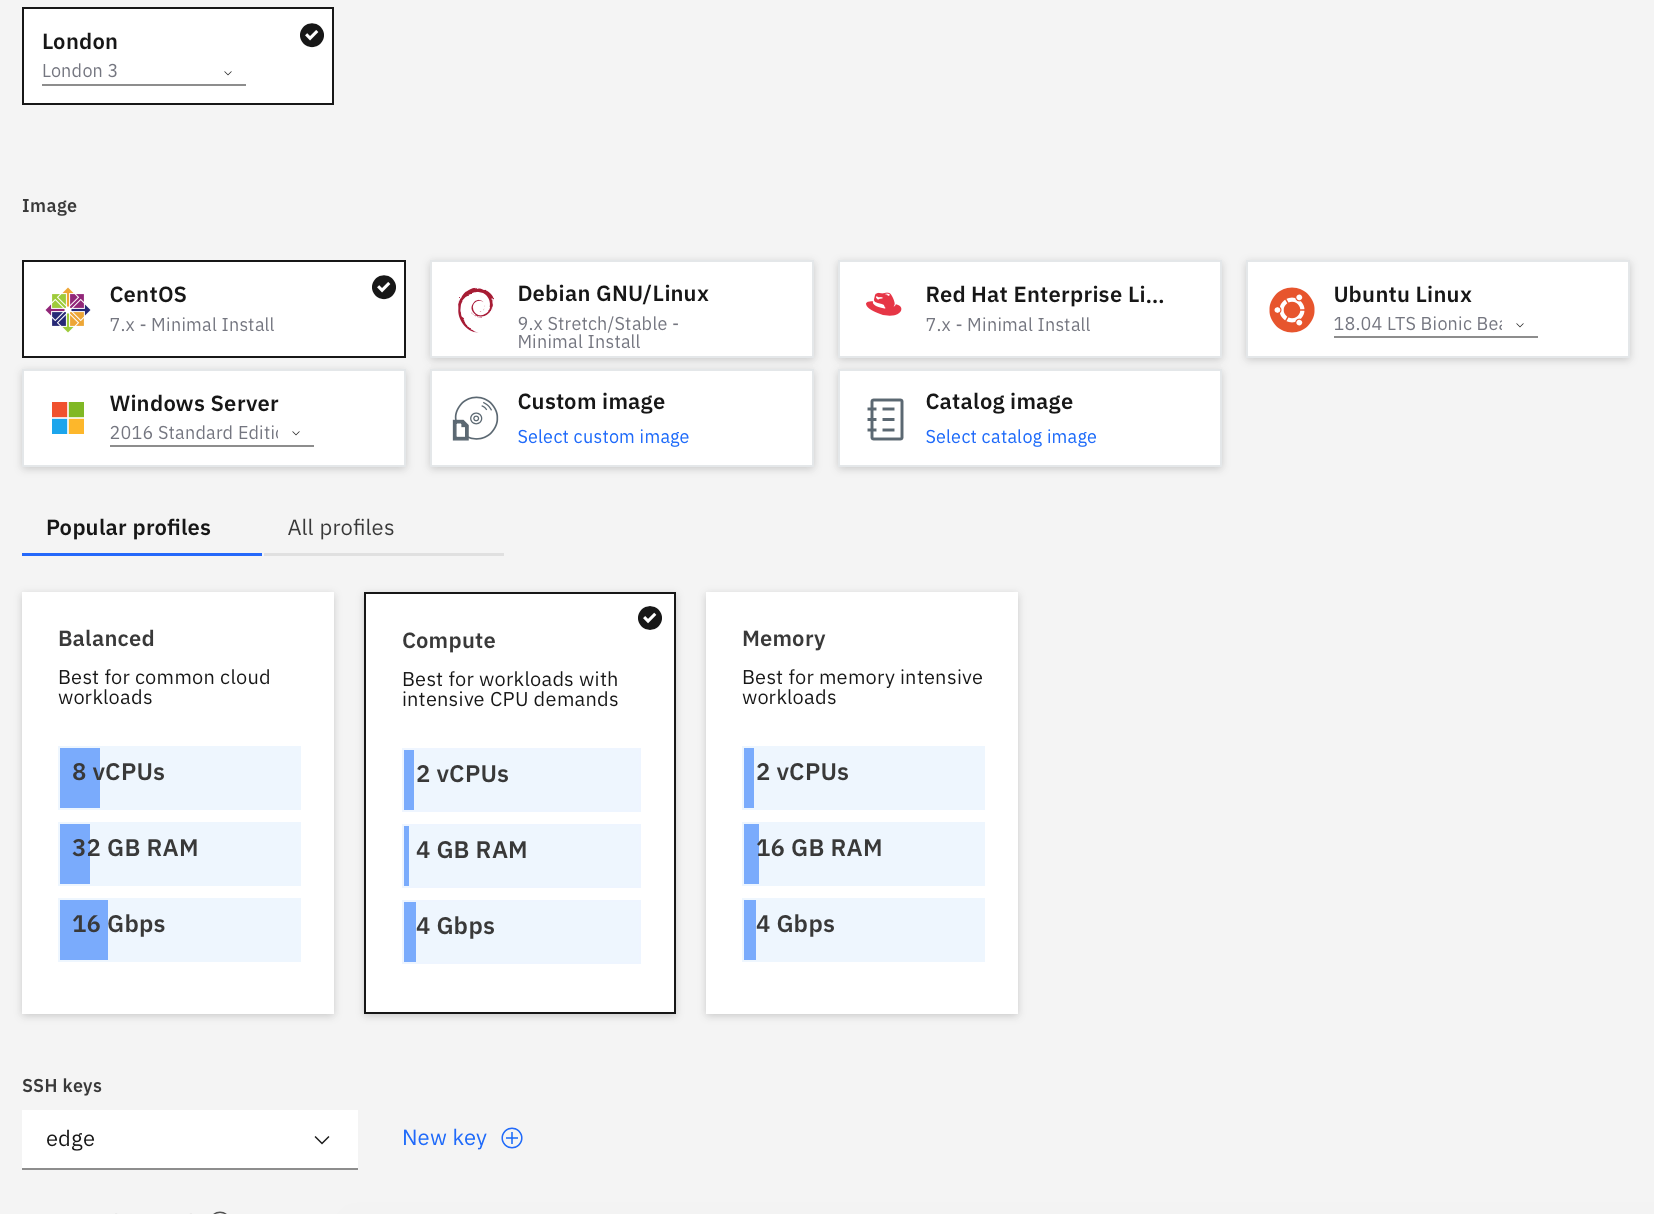 London
London 3
Image
CentOS
7.x - Minimal Install
Debian GNU/Linux
9.x Stretch/Stable -
Minimal Install
Red Hat Enterprise Li...
7.x - Minimal Install
Ubuntu Linux
18.04 LTS Bionic Bea
Windows Server
2016 Standard Editi
Custom image
Select custom image
Catalog image
Select catalog image
Popular profiles
All profiles
Balanced
Best for common cloud
workloads
8 vCPUs
32 GB RAM
16 Gbps
Compute
Best for workloads with
intensive CPU demands
2 vCPUs
4 GB RAM
4 Gbps
Memory
Best for memory intensive
workloads
2 vCPUs
16 GB RAM
4 Gbps
SSH keys
edge
New key